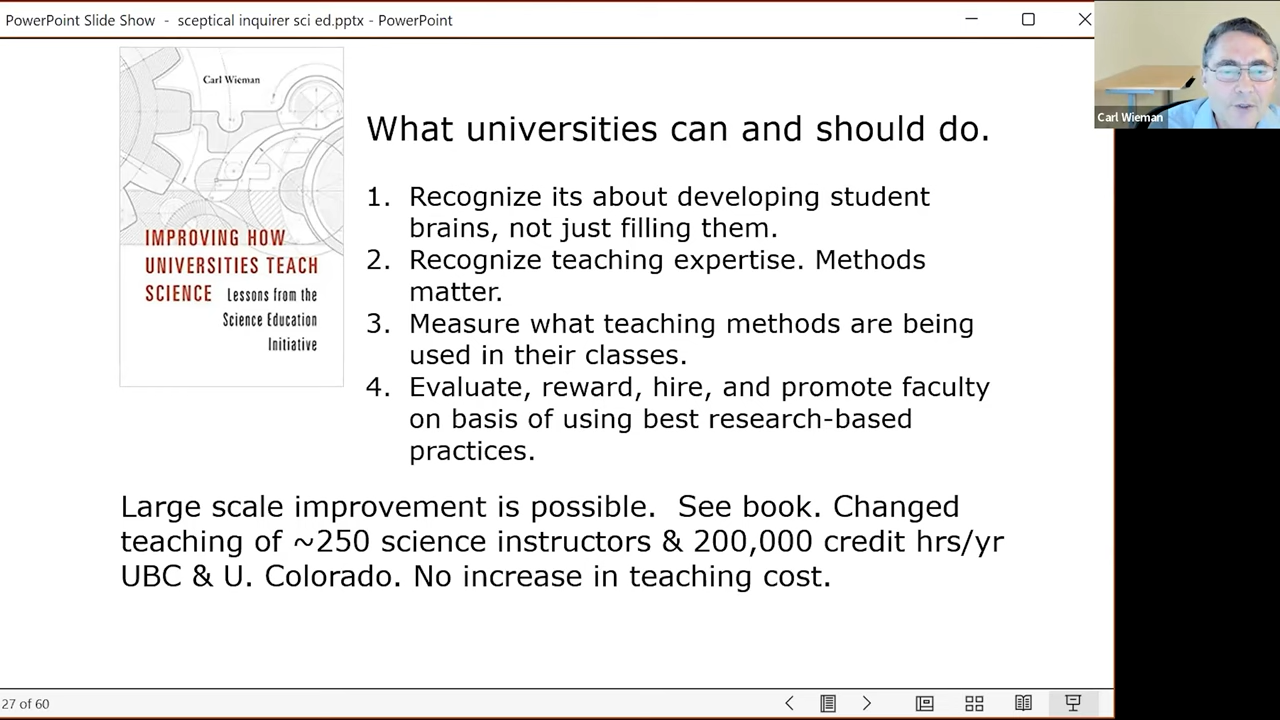 PowerPoint Slide Show - sceptical inquirer sci ed.pptx - PowerPoint
Carl Wieman
IMPROVING HOW
UNIVERSITIES TEACH
SCIENCE Lessons from the
Science Education
Initiative
What universities can and should do.
1. Recognize its about developing student
brains, not just filling them.
2. Recognize teaching expertise. Methods
matter.
3. Measure what teaching methods are being
used in their classes.
4. Evaluate, reward, hire, and promote faculty
on basis of using best research-based
practices.
Large scale improvement is possible. See book. Changed
teaching of ~250 science instructors & 200,000 credit hrs/yr
UBC & U. Colorado. No increase in teaching cost.
Carl Wieman
27 of 60